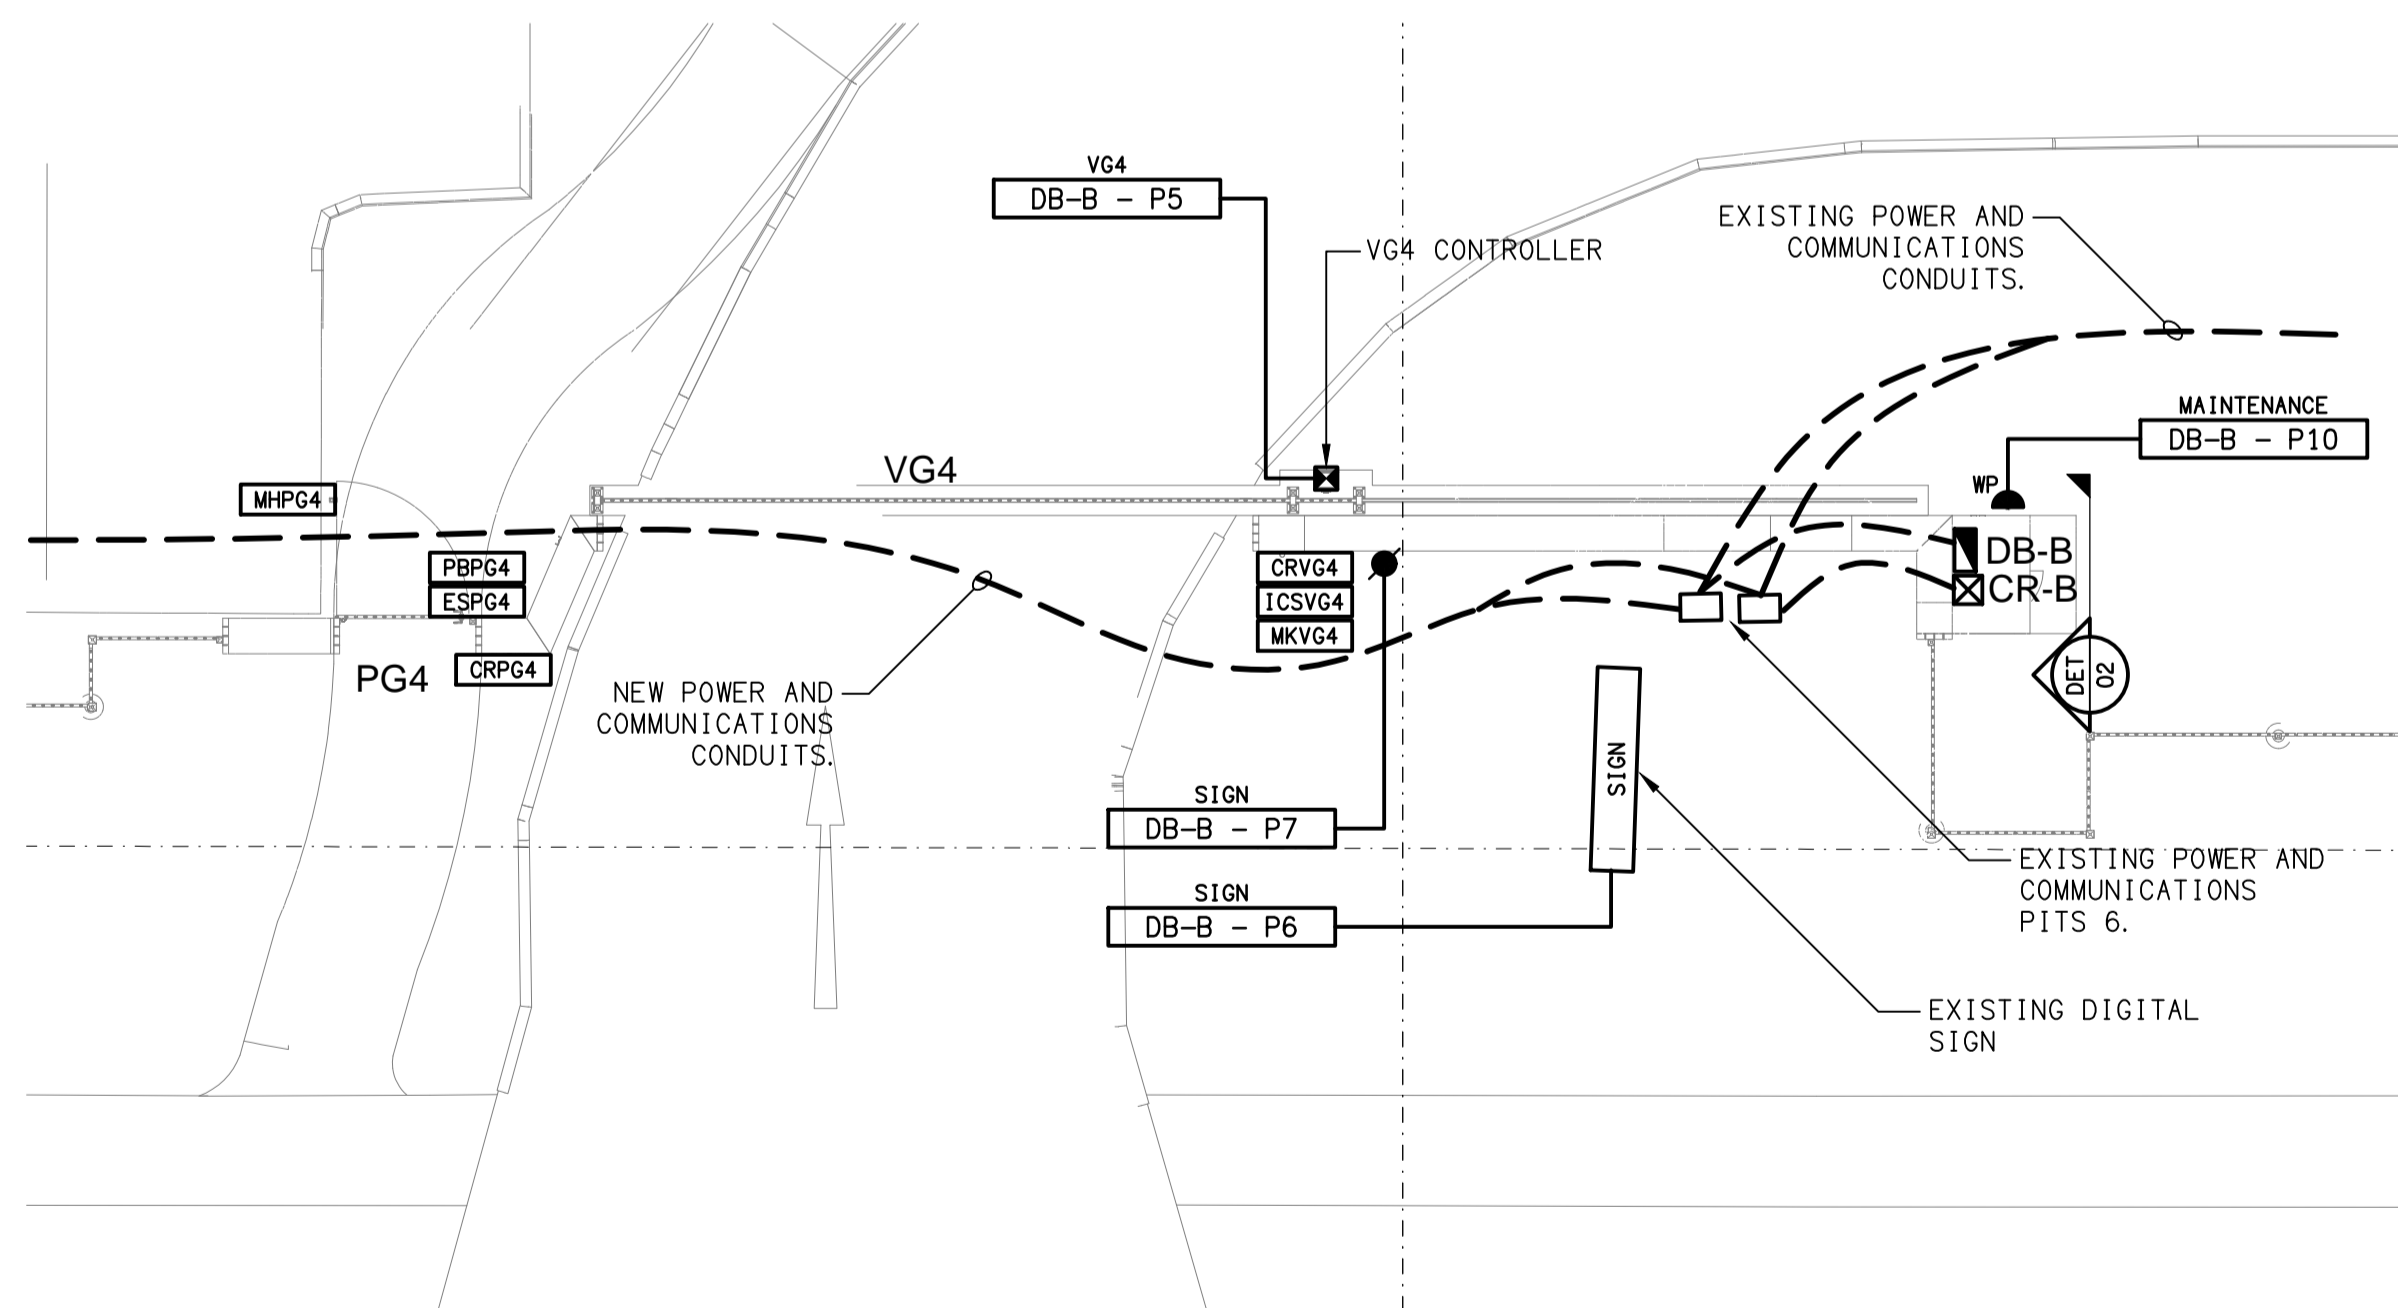 VG4
DB-B - P5
VG4 CONTROLLER
EXISTING POWER AND
COMMUNICATIONS
CONDUITS.
MAINTENANCE
DB-B - P10
WP
VG4
MHPG4
PBPG4
ESPG4
CRPG4
PG4
CRVG4
ICSVG4
MKVG4
DB-B
CR-B
DET
02
NEW POWER AND
COMMUNICATIONS
CONDUITS.
SIGN
SIGN
DB-B - P7
SIGN
DB-B - P6
EXISTING POWER AND
COMMUNICATIONS
PITS 6.
EXISTING DIGITAL
SIGN